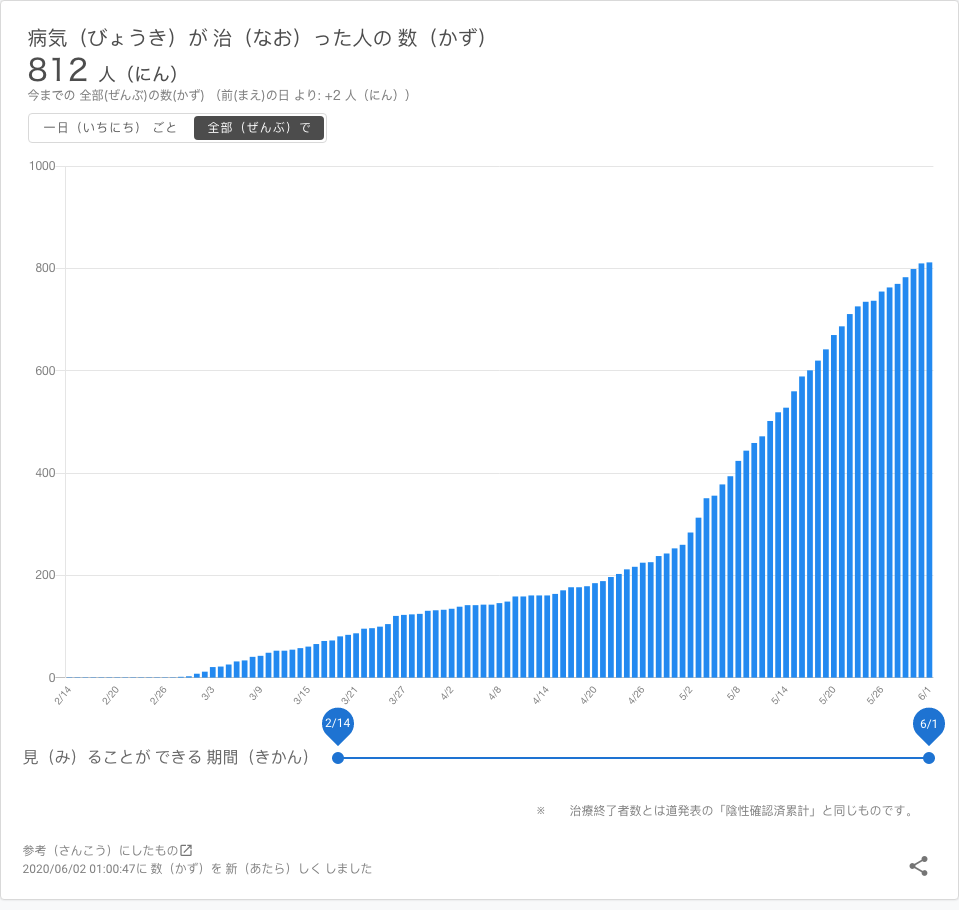 病気（びょうき）が 治（なお）った人の 数（かず）
812 人（にん）
今までの 全部(ぜんぶ)の数(かず) （前(まえ)の日 より: +2 人（にん））
一日（いちにち） ごと 全部（ぜんぶ）で
1000
800
600
400
200
0
2/14 2/20 2/26 3/3 3/9 3/15 3/21 3/27 4/2 4/8 4/14 4/20 4/26 5/2 5/8 5/14 5/20 5/26 6/1
2/14 6/1
見（み）ることが できる 期間（きかん）
※ 治療終了者数とは道発表の「陰性確認済累計」と同じものです。
参考（さんこう）にしたもの
2020/06/02 01:00:47に 数（かず）を 新（あたら）しく しました